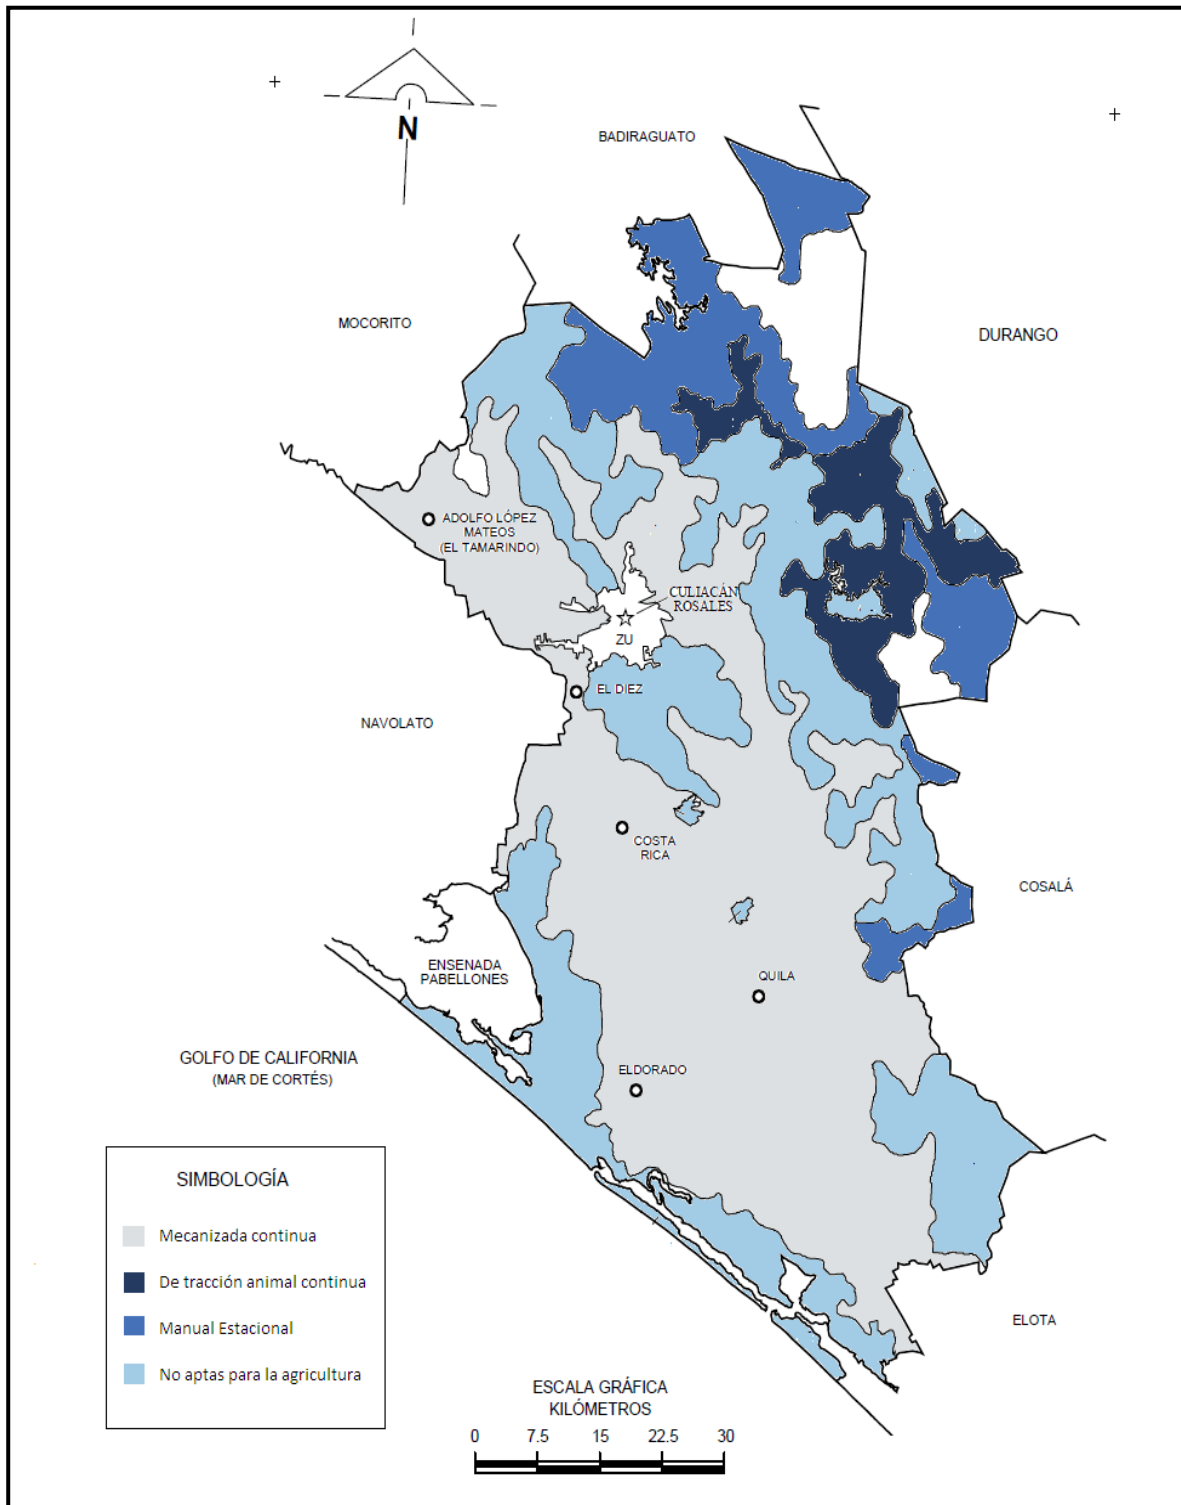 N
BADIRAGUATO
MOCORITO
DURANGO
ADOLFO LÓPEZ
MATEOS
(EL TAMARINDO)
CULIACÁN
ROSALES
ZU
EL DIEZ
NAVOLATO
COSTA
RICA
COSALÁ
ENSENADA
PABELLONES
QUILA
GOLFO DE CALIFORNIA
(MAR DE CORTÉS)
ELDORADO
SIMBOLOGÍA
Mecanizada continua
De tracción animal continua
Manual Estacional
No aptas para la agricultura
ELOTA
ESCALA GRÁFICA
KILÓMETROS
0 7.5 15 22.5 30